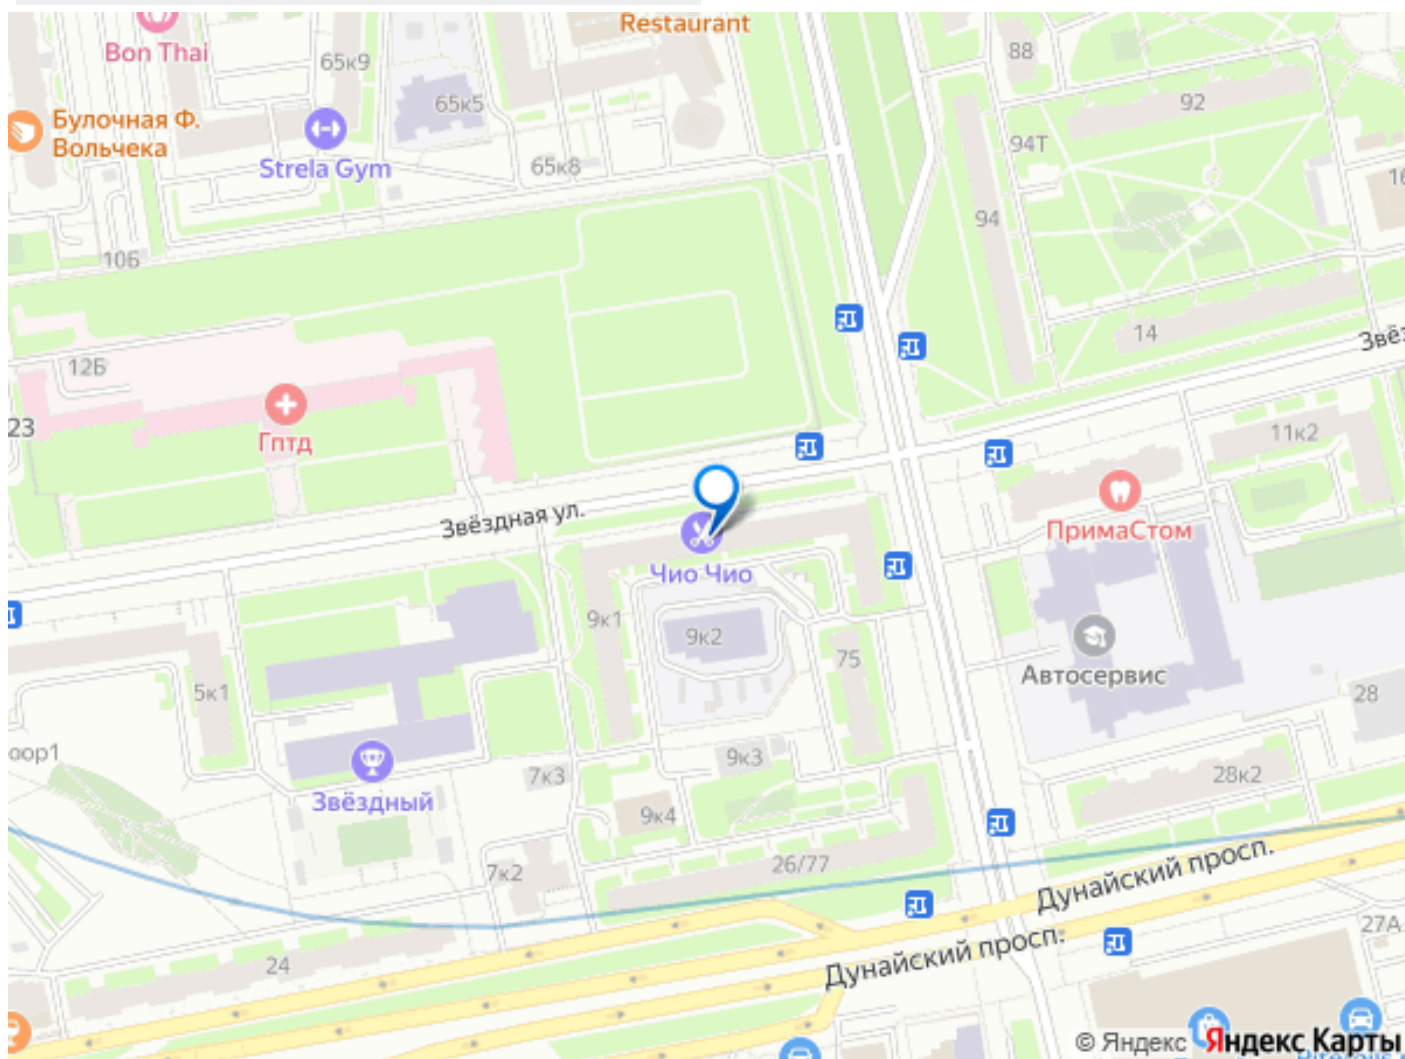 Restaurant
Bon Thai
65к9
88
65к5
92
Булочная Ф.
Вольчека
94Т
Strela Gym
65к8
16
94
10Б
14
Звё
12Б
23
Гптд
11к2
Звёздная ул.
ПримаСтом
Чио Чио
9к1
9к2
75
Автосервис
5к1
28
оор1
9к3
7к3
28к2
Звёздный
9к4
26/77
7к2
Дунайский просп.
27А
Дунайский просп.
24
© Яндекс
Яндекс Карты